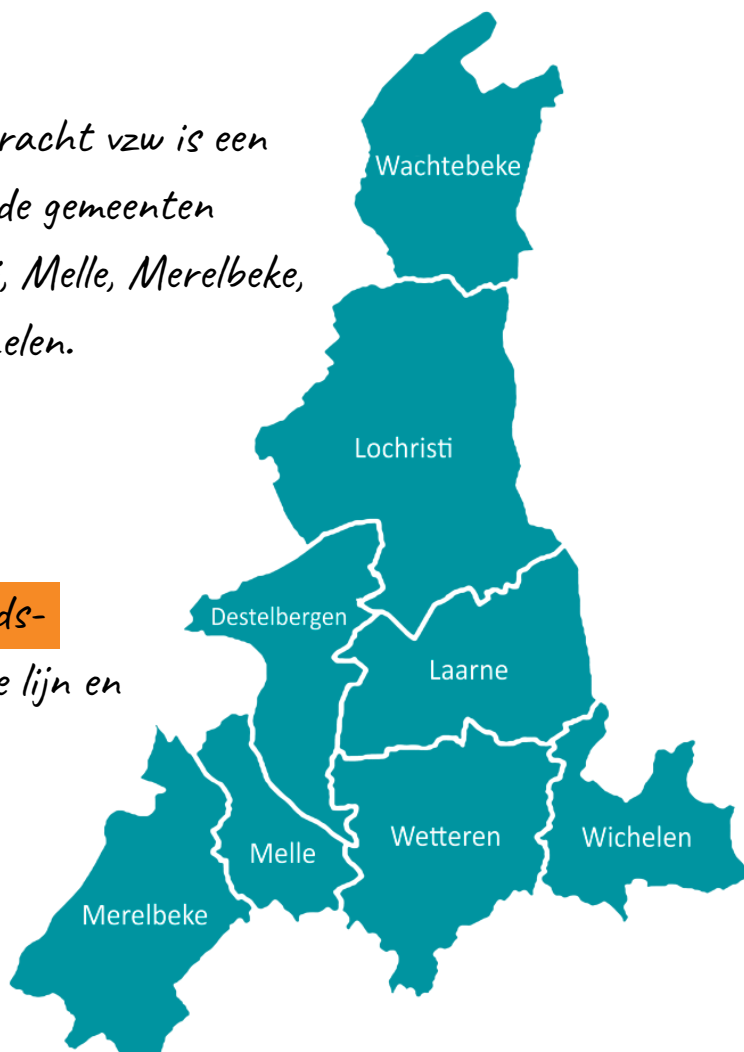 racht vzw is een
de gemeenten
, Melle, Merelbeke,
elen.
ds-
e lijn en
Wachtebeke
Lochristi
Destelbergen
Laarne
Wetteren
Wichelen
Melle
Merelbeke